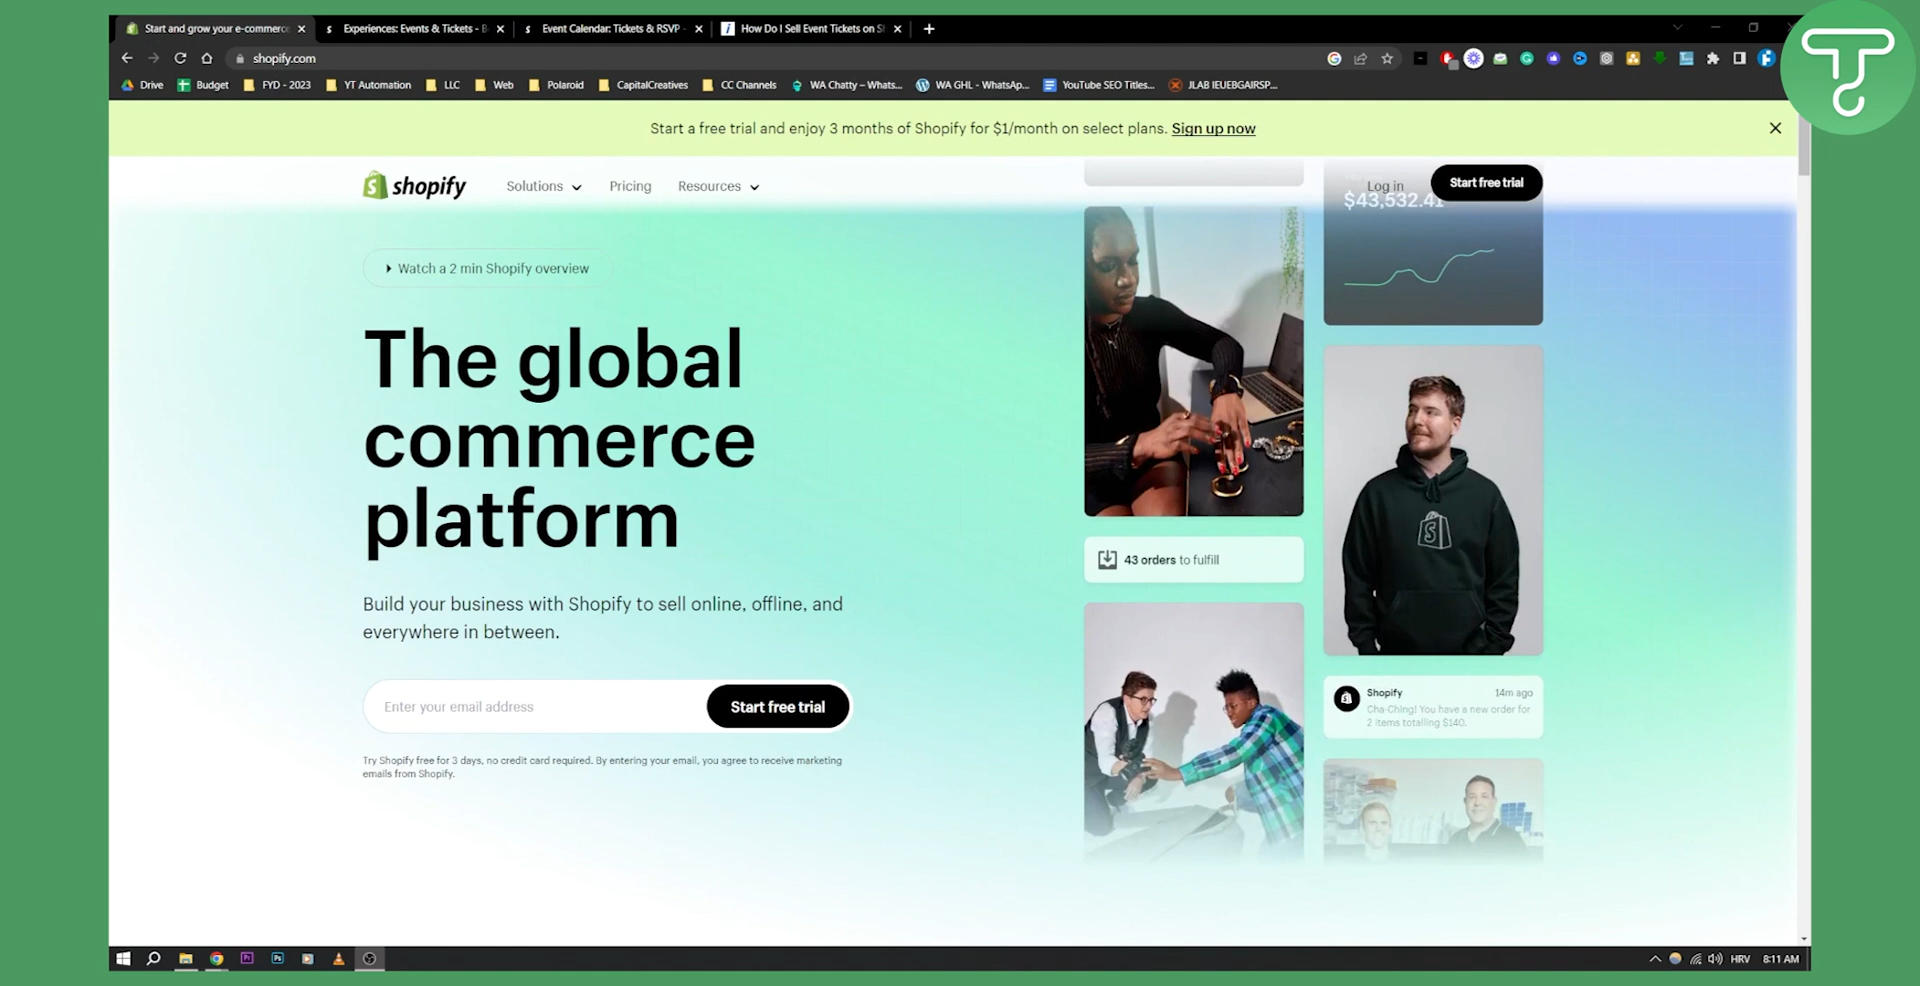 Start and grow your e-commerce
Experiences: Events & Tickets - B
Event Calendar: Tickets & RSVP -
How Do I Sell Event Tickets on S
shopify.com
Drive
Budget
FYD - 2023
YT Automation
LLC
Web
Polaroid
CapitalCreatives
CC Channels
WA Chatty – Whats...
WA GHL - WhatsAp...
YouTube SEO Titles...
JLAB IEUEBGAIRSP...
Start a free trial and enjoy 3 months of Shopify for $1/month on select plans. Sign up now
shopify
Solutions
Pricing
Resources
Log in
Start free trial
$43,532.41
Watch a 2 min Shopify overview
The global
commerce
platform
Build your business with Shopify to sell online, offline, and
everywhere in between.
Enter your email address
Start free trial
Try Shopify free for 3 days, no credit card required. By entering your email, you agree to receive marketing
emails from Shopify.
43 orders to fulfill
Shopify
14m ago
Cha-Ching! You have a new order for
2 items totalling $140.
Pr
Ps
HRV
8:11 AM